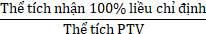 Thể tích nhận 100% liều chỉ định
Thể tích PTV